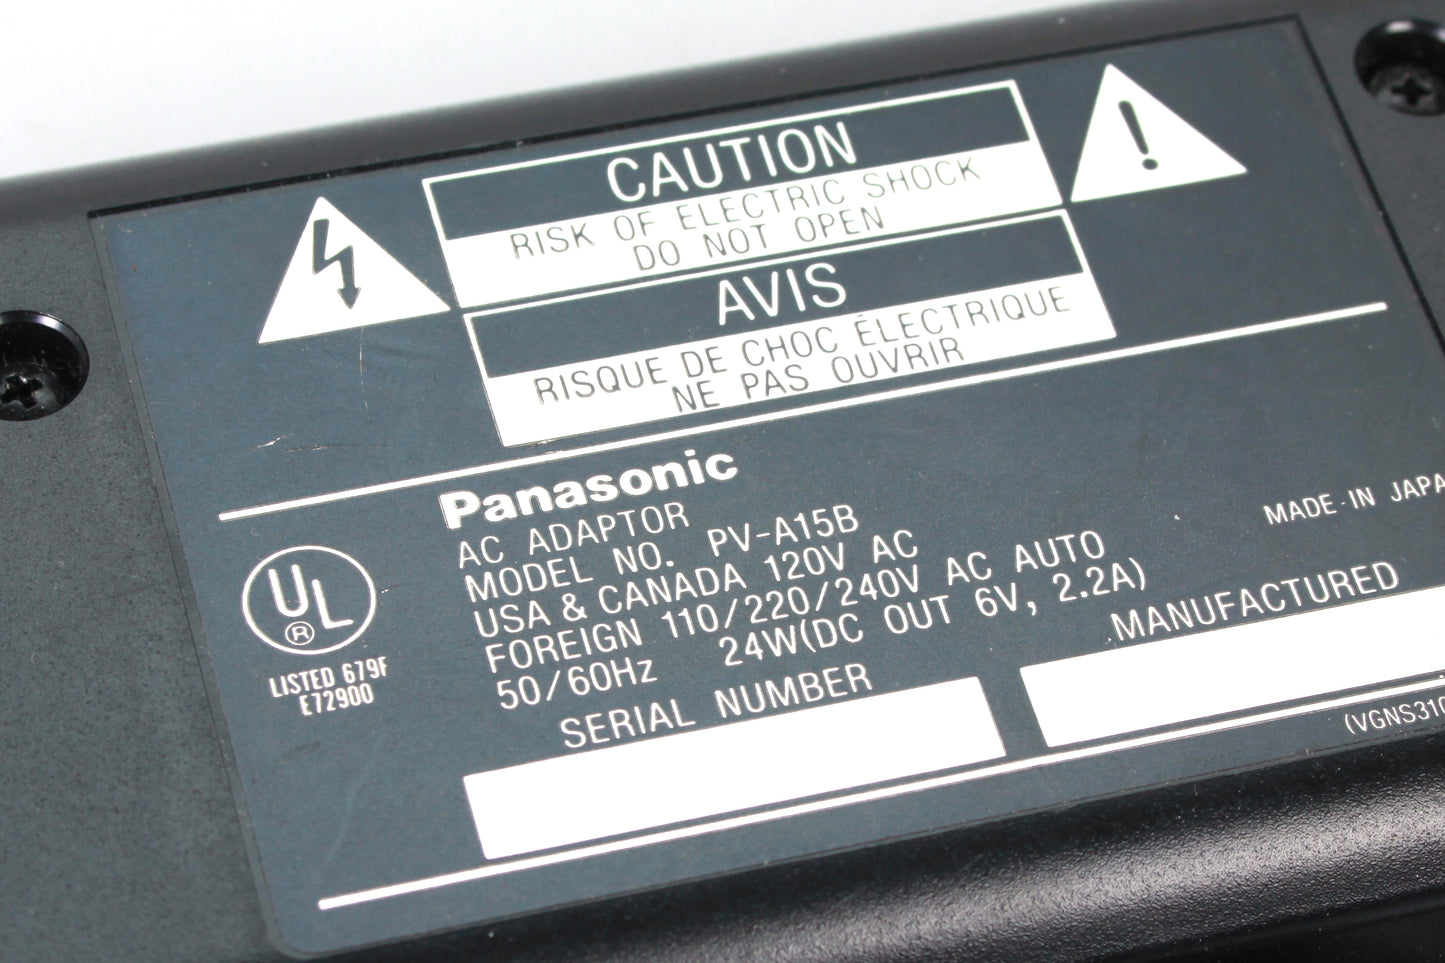 CAUTION
RISK OF ELECTRIC SHOCK
DO NOT OPEN
AVIS
RISQUE DE CHOC ÉLECTRIQUE
NE PAS OUVRIR
Panasonic
AC ADAPTOR
MODEL NO. PV-A15B
USA & CANADA 120V AC
FOREIGN 110/220/240V AC AUTO
50/60Hz 24W(DC OUT 6V, 2.2A)
UL
®
LISTED 679F
E72900
MADE IN JAPA
SERIAL NUMBER
MANUFACTURED
(VGNS310